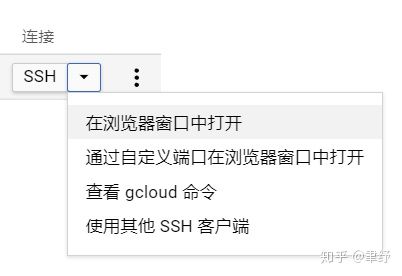 连接
SSH
在浏览器窗口中打开
通过自定义端口在浏览器窗口中打开
查看 gcloud 命令
使用其他 SSH 客户端
知乎 @聿纾